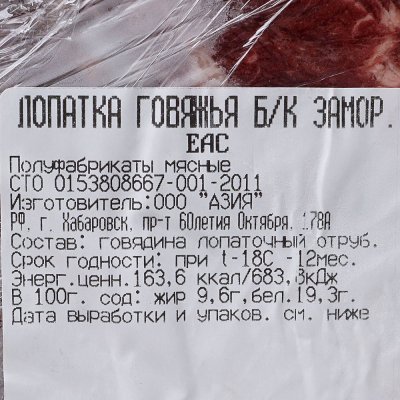 ЛОПАТКА ГОВЯЖЬЯ Б/К ЗАМОР.
ЕАС
Полуфабрикаты мясные
СТО 0153808667-001-2011
Изготовитель:ООО "АЗИЯ"
РФ. г. Хабаровск. пр-т 60летия Октября. 178А
Состав: говядина лопаточный отруб.
Срок годности: при t-18С -12мес.
Энерг.ценн.163,6 ккал/683,8кДж
В 100г. сод: жир 9,6г,бел.19,3г.
Дата выработки и упаков. см. ниже